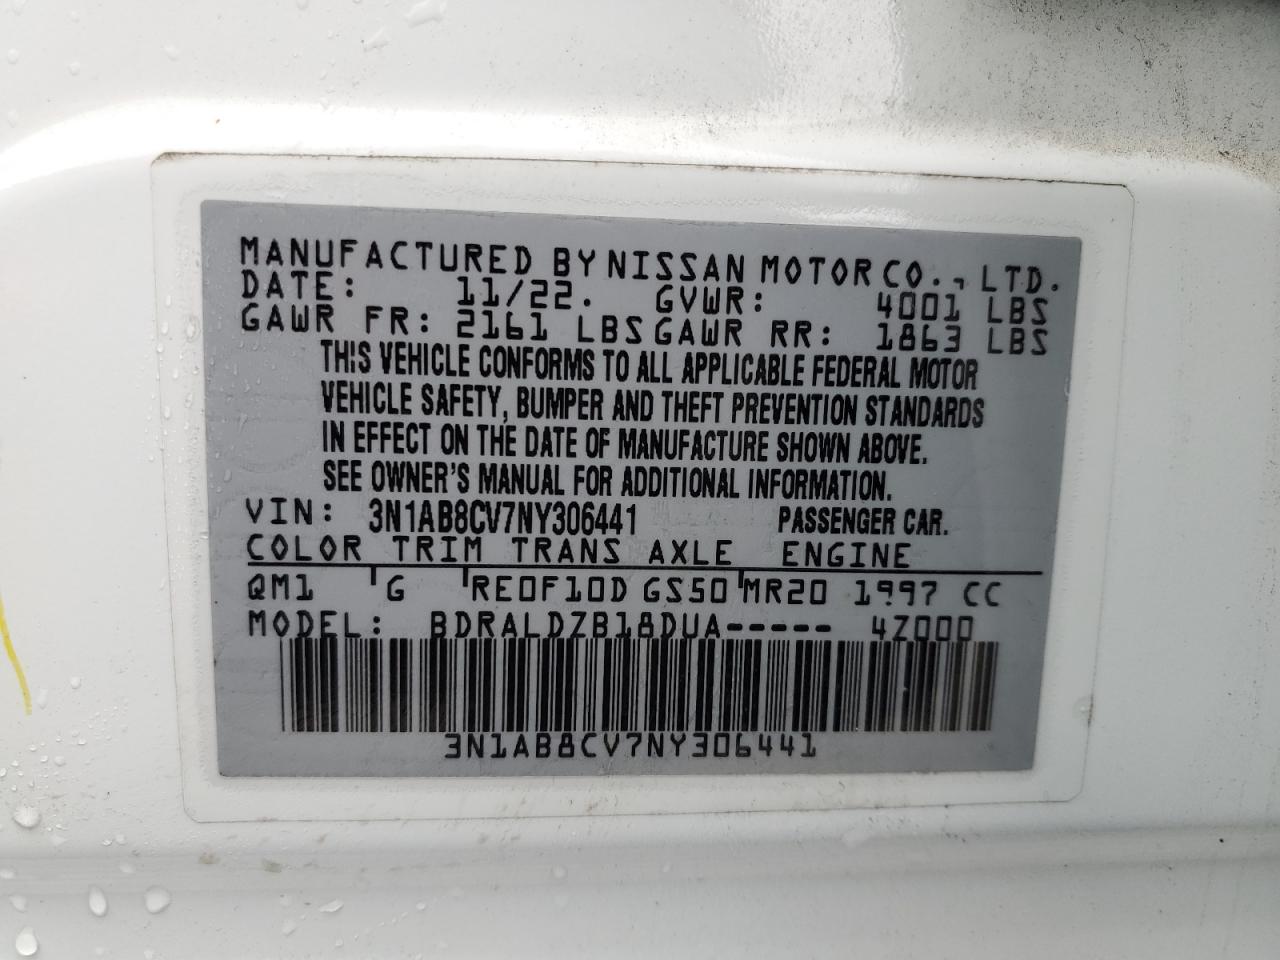 MANUFACTURED BY NISSAN MOTOR CO., LTD.
DATE: 11/22. GVWR: 4001 LBS
GAWR FR: 2161 LBS GAWR RR: 1863 LBS
THIS VEHICLE CONFORMS TO ALL APPLICABLE FEDERAL MOTOR
VEHICLE SAFETY, BUMPER AND THEFT PREVENTION STANDARDS
IN EFFECT ON THE DATE OF MANUFACTURE SHOWN ABOVE.
SEE OWNER'S MANUAL FOR ADDITIONAL INFORMATION.
VIN: 3N1AB8CV7NY306441 PASSENGER CAR.
COLOR TRIM TRANS AXLE ENGINE
QM1 G RE0F10D GS50 MR20 1997 CC
MODEL: BDRALDZB18DUA----- 4Z000
3N1AB8CV7NY306441